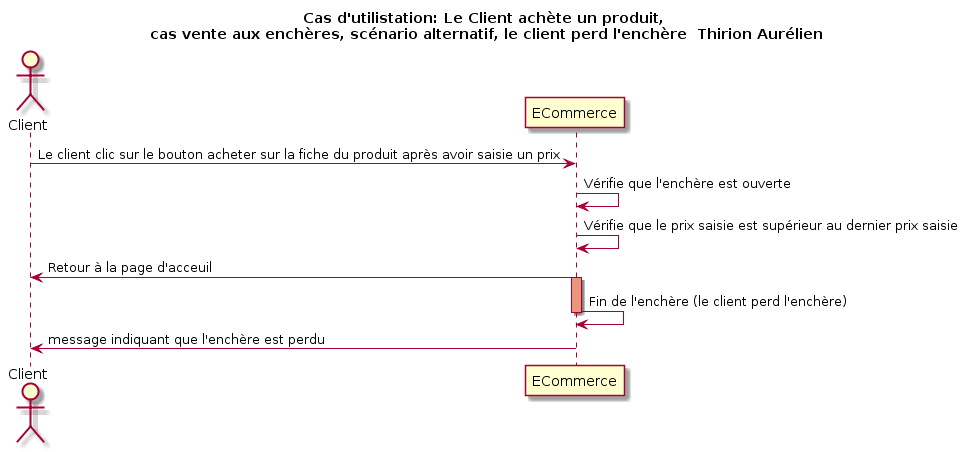 Cas d'utilistation: Le Client achète un produit,
cas vente aux enchères, scénario alternatif, le client perd l'enchère  Thirion Aurélien
Client
ECommerce
Le client clic sur le bouton acheter sur la fiche du produit après avoir saisie un prix
Vérifie que l'enchère est ouverte
Vérifie que le prix saisie est supérieur au dernier prix saisie
Retour à la page d'acceuil
Fin de l'enchère (le client perd l'enchère)
message indiquant que l'enchère est perdu
Client
ECommerce